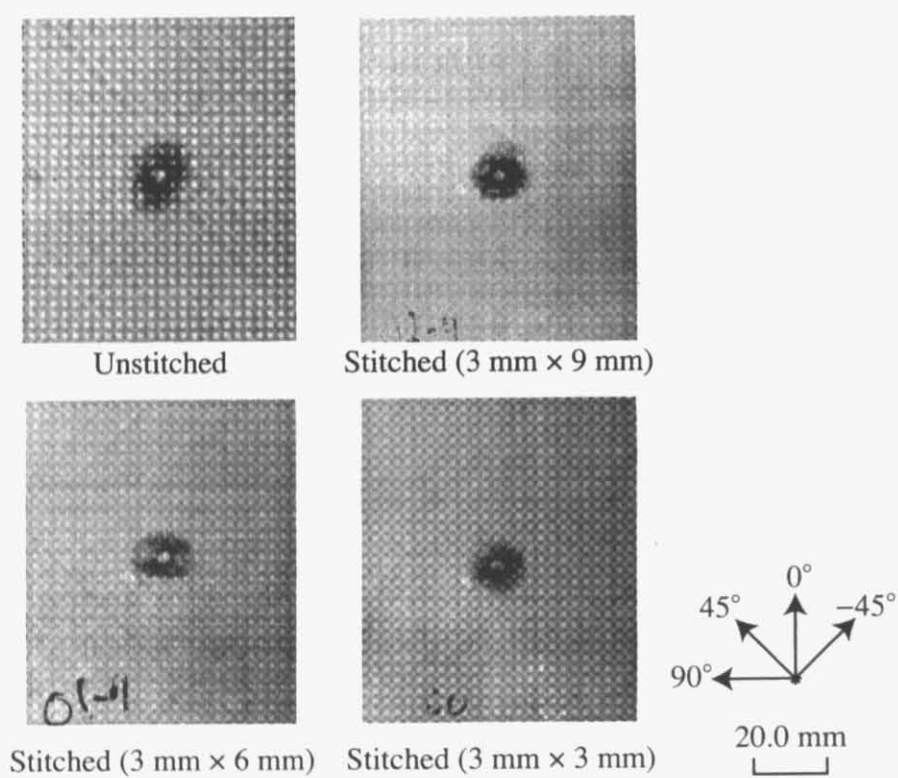 Unstitched
Stitched (3 mm × 9 mm)
Stitched (3 mm × 6 mm)
Stitched (3 mm × 3 mm)
0°
45°
−45°
90°
20.0 mm